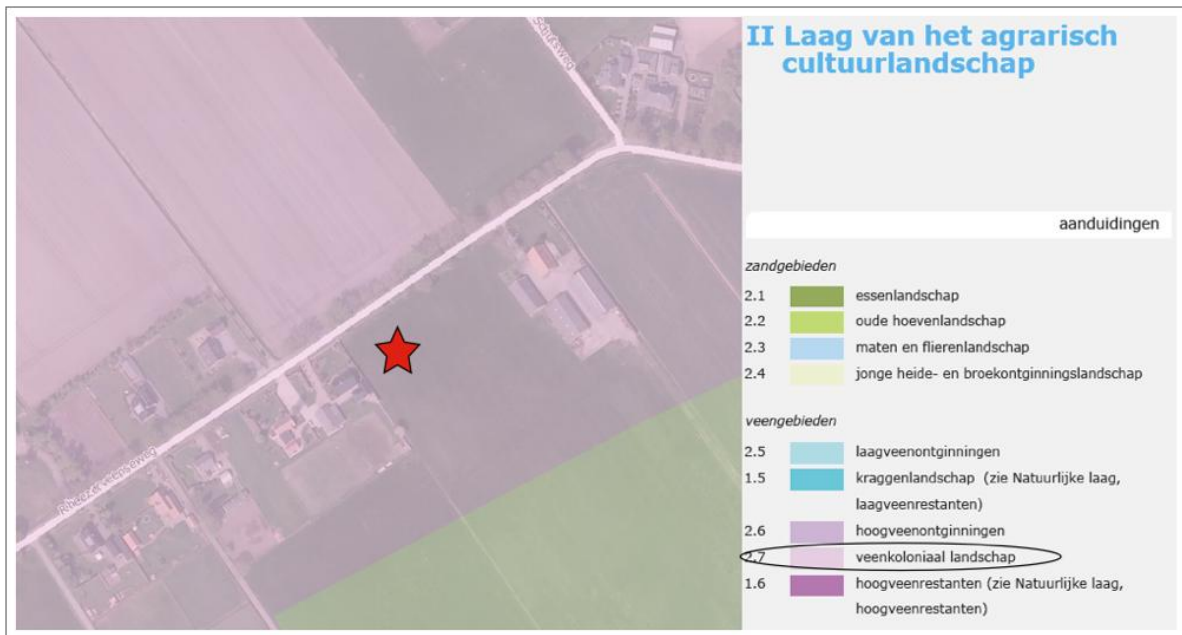 Schutsweg
Rheezerveenseweg
II Laag van het agrarisch
cultuurlandschap
aanduidingen
zandgebieden
2.1 essenlandschap
2.2 oude hoevenlandschap
2.3 maten en flierenlandschap
2.4 jonge heide- en broekontginningslandschap
veengebieden
2.5 laagveenontginningen
1.5 kraggenlandschap (zie Natuurlijke laag,
laagveenrestanten)
2.6 hoogveenontginningen
2.7 veenkoloniaal landschap
1.6 hoogveenrestanten (zie Natuurlijke laag,
hoogveenrestanten)